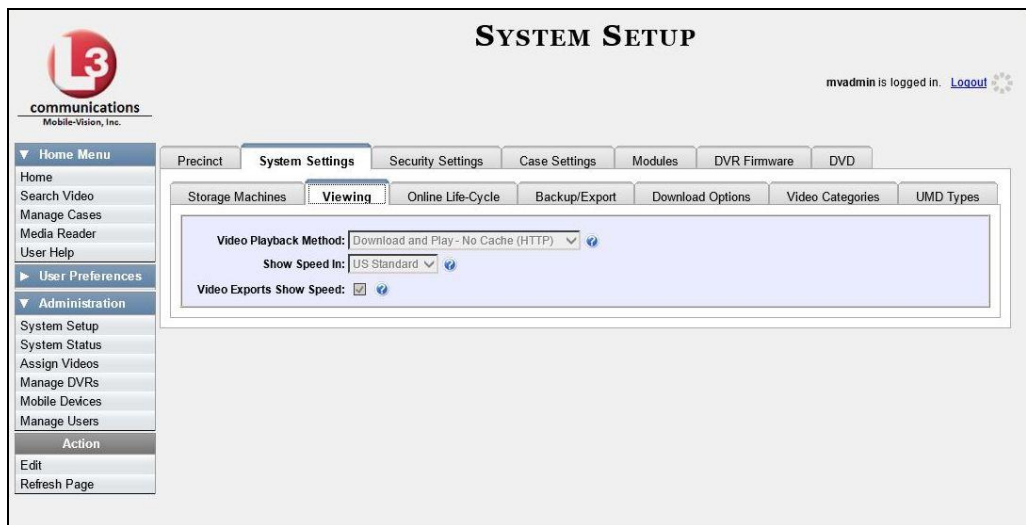 SYSTEM SETUP
L3
communications
Mobile-Vision, Inc.
mvadmin is logged in. Logout
Home Menu
Home
Search Video
Manage Cases
Media Reader
User Help
User Preferences
Administration
System Setup
System Status
Assign Videos
Manage DVRs
Mobile Devices
Manage Users
Action
Edit
Refresh Page
Precinct System Settings Security Settings Case Settings Modules DVR Firmware DVD
Storage Machines Viewing Online Life-Cycle Backup/Export Download Options Video Categories UMD Types
Video Playback Method: Download and Play - No Cache (HTTP) ?
Show Speed In: US Standard ?
Video Exports Show Speed: ?